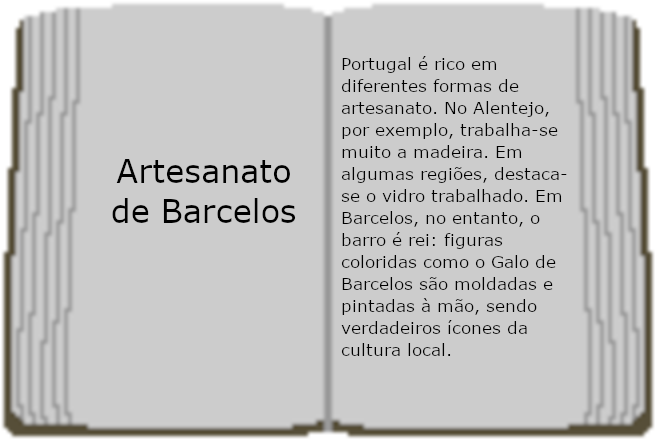 Artesanato
de Barcelos
Portugal é rico em
diferentes formas de
artesanato. No Alentejo,
por exemplo, trabalha-se
muito a madeira. Em
algumas regiões, destaca-
se o vidro trabalhado. Em
Barcelos, no entanto, o
barro é rei: figuras
coloridas como o Galo de
Barcelos são moldadas e
pintadas à mão, sendo
verdadeiros ícones da
cultura local.